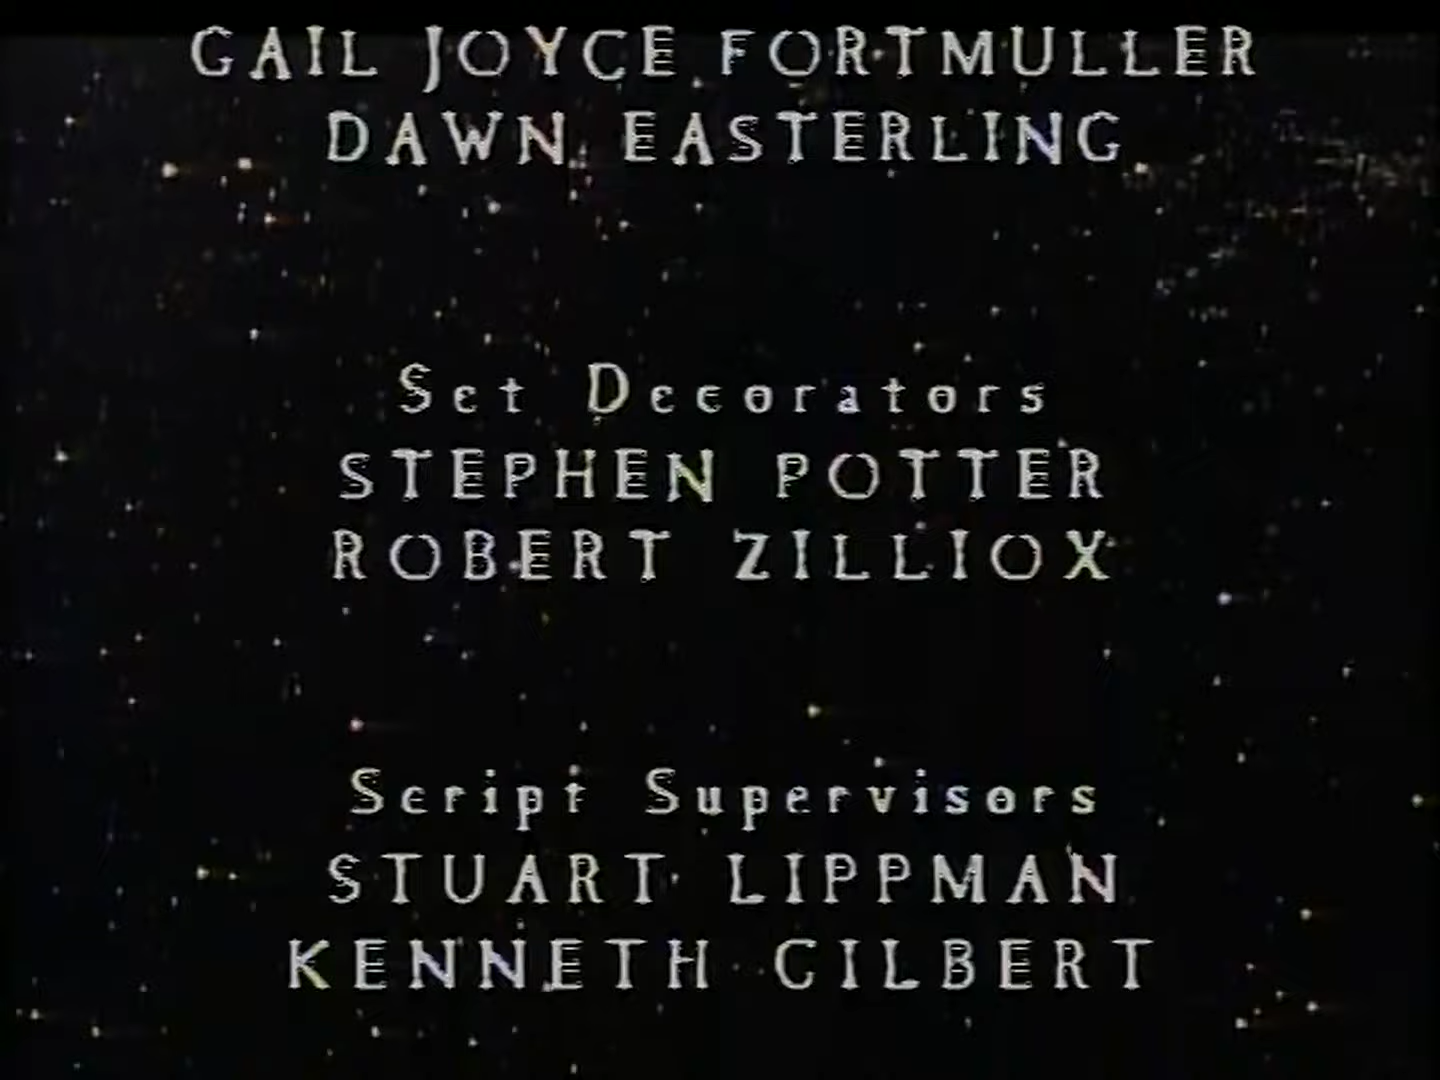 GAIL JOYCE FORTMULLER
DAWN EASTERLING
Set Decorators
STEPHEN POTTER
ROBERT ZILLIOX
Script Supervisors
STUART LIPPMAN
KENNETH GILBERT